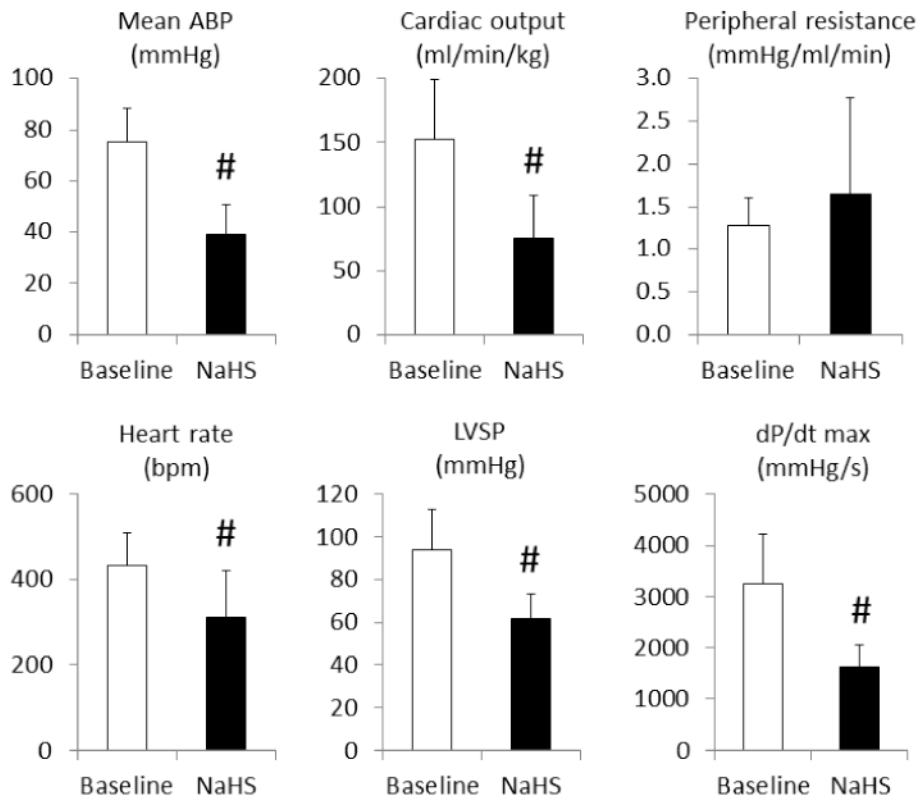 Mean ABP
(mmHg)
100
80
60
40
20
0
#
Baseline NaHS
Cardiac output
(ml/min/kg)
200
150
100
50
0
#
Baseline NaHS
Peripheral resistance
(mmHg/ml/min)
3.0
2.5
2.0
1.5
1.0
0.5
0.0
Baseline NaHS
Heart rate
(bpm)
600
400
200
0
#
Baseline NaHS
LVSP
(mmHg)
120
100
80
60
40
20
0
#
Baseline NaHS
dP/dt max
(mmHg/s)
5000
4000
3000
2000
1000
0
#
Baseline NaHS